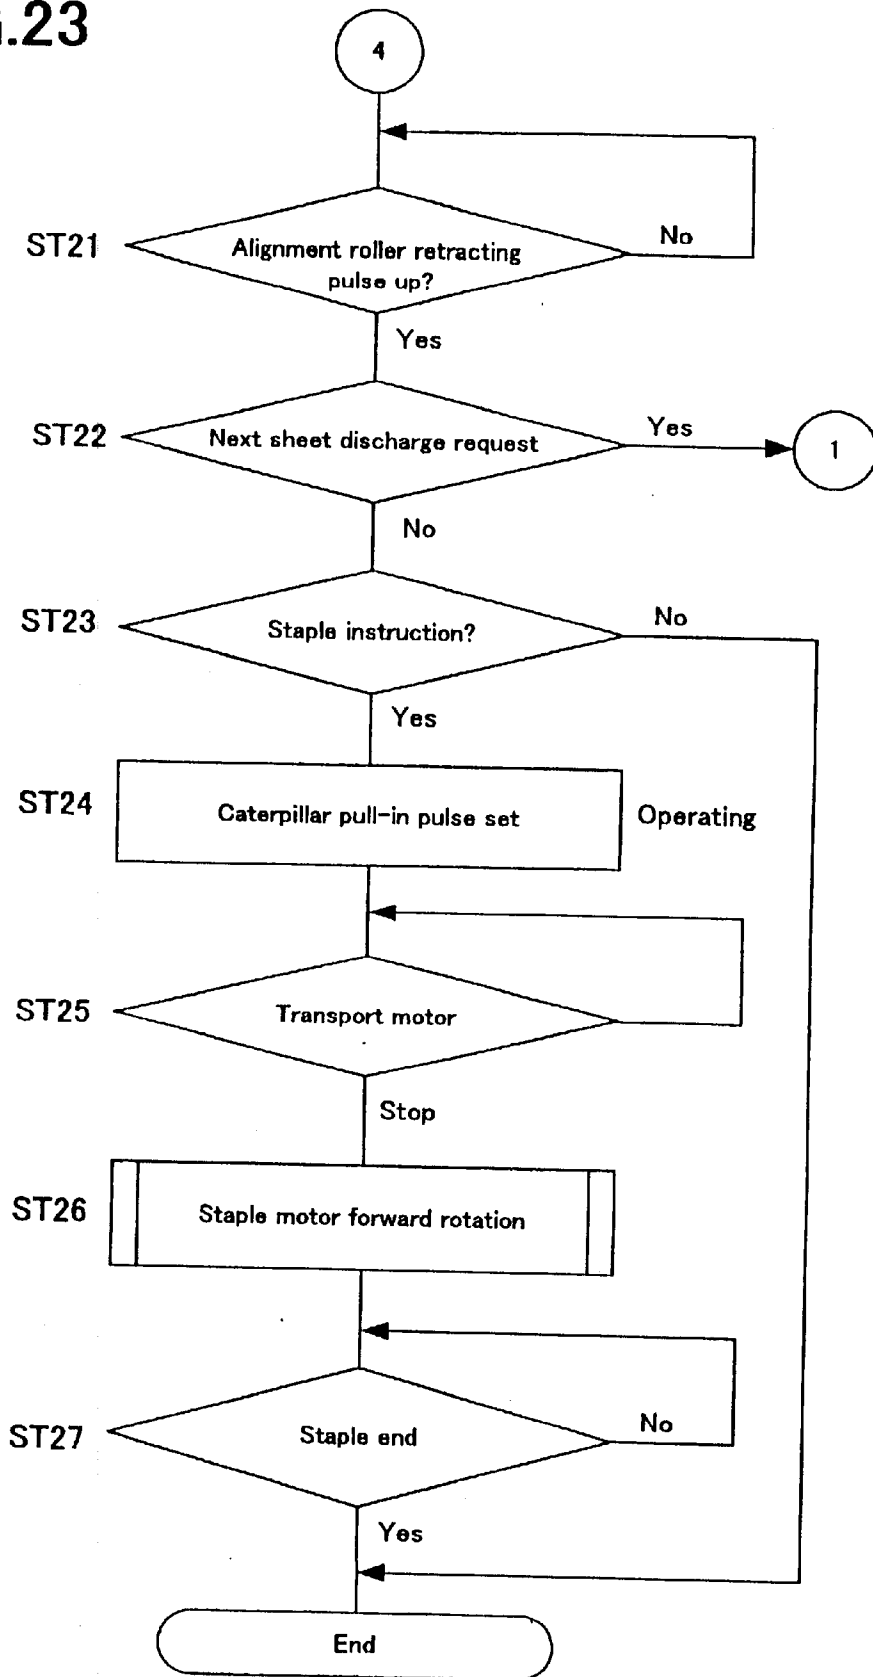 .23
4
ST21
Alignment roller retracting
pulse up?
No
Yes
ST22
Next sheet discharge request
Yes
1
No
ST23
Staple instruction?
No
Yes
ST24
Caterpillar pull-in pulse set
Operating
ST25
Transport motor
Stop
ST26
Staple motor forward rotation
ST27
Staple end
No
Yes
End